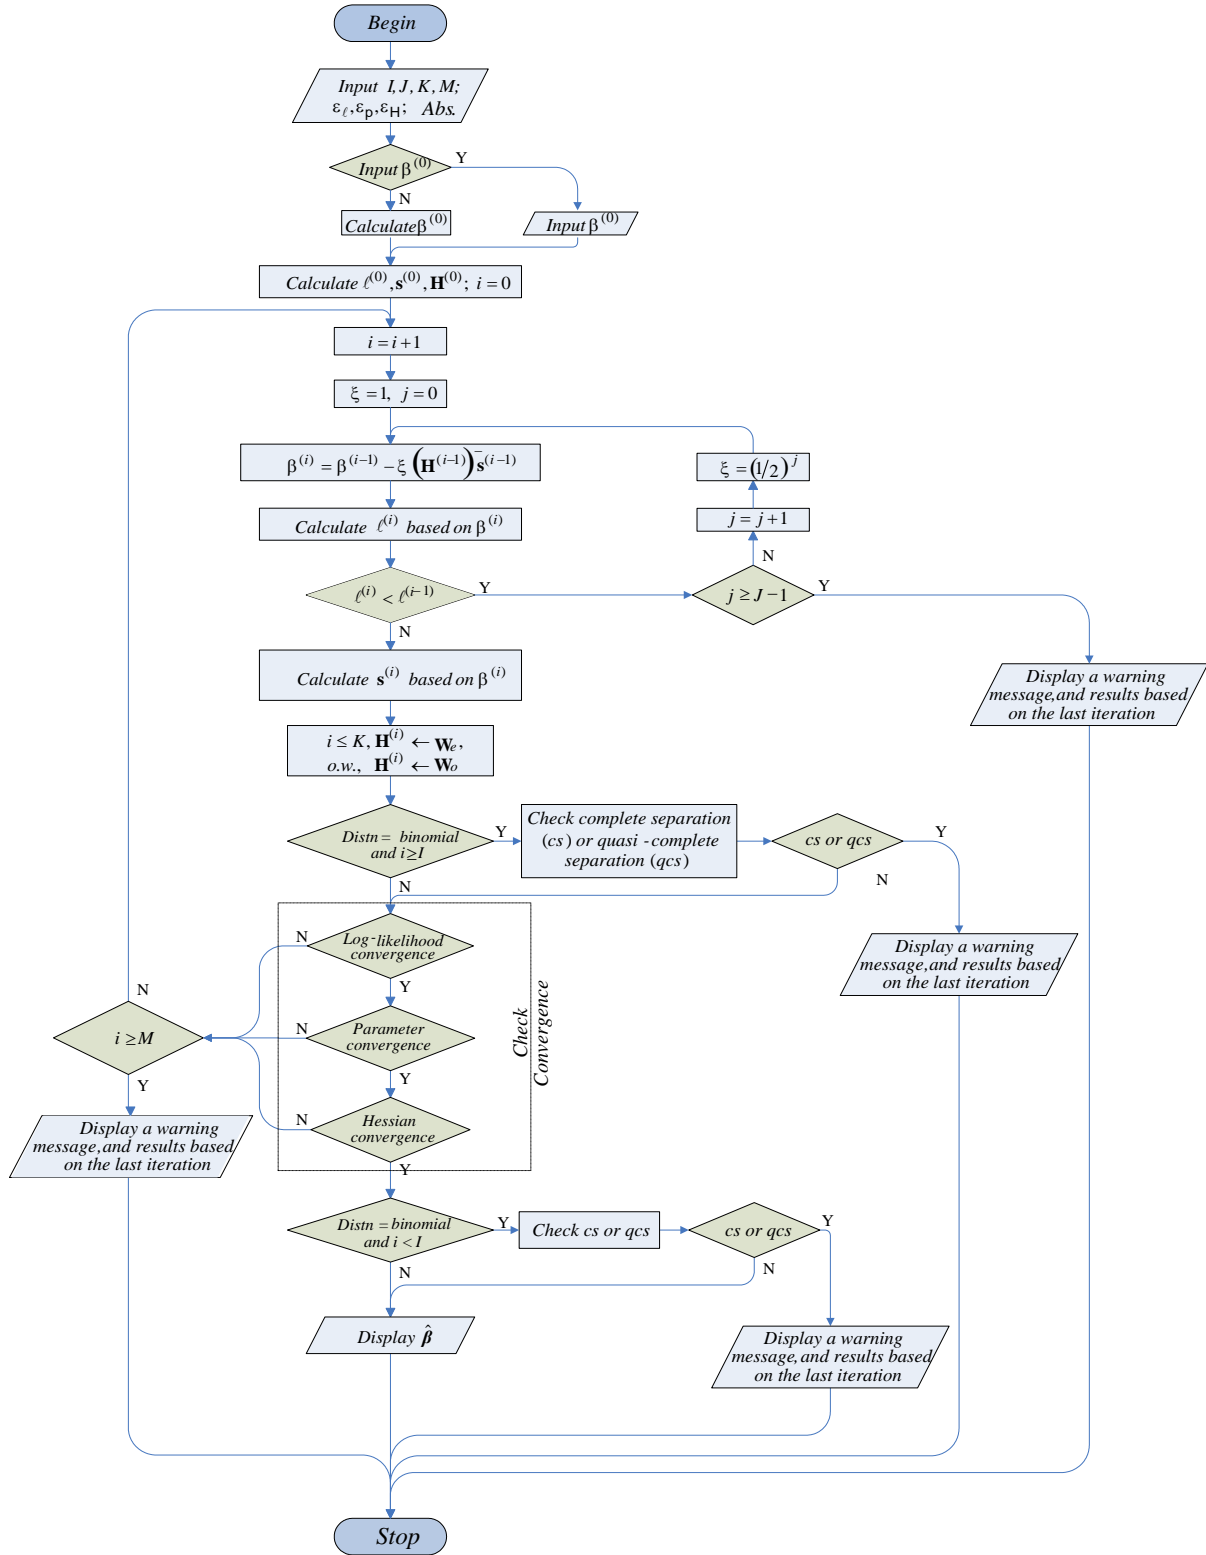 Begin
Input I, J, K, M;
εℓ, εp, εH; Abs.
Input β⁽⁰⁾
Y
N
Calculate β⁽⁰⁾
Input β⁽⁰⁾
Calculate ℓ⁽⁰⁾, s⁽⁰⁾, H⁽⁰⁾; i = 0
i = i+1
ξ = 1, j = 0
β⁽ⁱ⁾ = β⁽ⁱ⁻¹⁾ − ξ (H⁽ⁱ⁻¹⁾)⁻ s⁽ⁱ⁻¹⁾
ξ = (1/2)ʲ
Calculate ℓ⁽ⁱ⁾ based on β⁽ⁱ⁾
j = j+1
N
ℓ⁽ⁱ⁾ < ℓ⁽ⁱ⁻¹⁾
Y
j ≥ J −1
Y
N
Calculate s⁽ⁱ⁾ based on β⁽ⁱ⁾
Display a warning
message, and results based
on the last iteration
i ≤ K, H⁽ⁱ⁾ ← Wₑ,
o.w., H⁽ⁱ⁾ ← Wₒ
Distn = binomial
and i≥I
Y
Check complete separation
(cs) or quasi - complete
separation (qcs)
cs or qcs
Y
N
N
Log-likelihood
convergence
N
Y
Display a warning
message, and results based
on the last iteration
Check
Convergence
N
i ≥ M
Y
Parameter
convergence
N
Y
Hessian
convergence
N
Y
Display a warning
message, and results based
on the last iteration
Distn = binomial
and i < I
Y
Check cs or qcs
cs or qcs
Y
N
N
Display β̂
Display a warning
message, and results based
on the last iteration
Stop